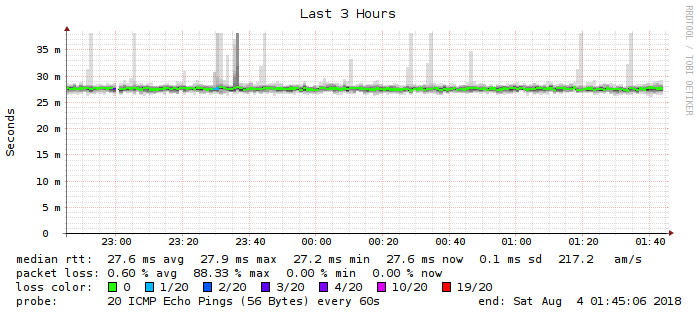 Last 3 Hours
RRDTOOL / TOBI OETIKER
Seconds
35 m
30 m
25 m
20 m
15 m
10 m
5 m
0
23:00 23:20 23:40 00:00 00:20 00:40 01:00 01:20 01:40
median rtt: 27.6 ms avg 27.9 ms max 27.2 ms min 27.6 ms now 0.1 ms sd 217.2 am/s
packet loss: 0.60 % avg 88.33 % max 0.00 % min 0.00 % now
loss color: 0 1/20 2/20 3/20 4/20 10/20 19/20
probe: 20 ICMP Echo Pings (56 Bytes) every 60s end: Sat Aug 4 01:45:06 2018